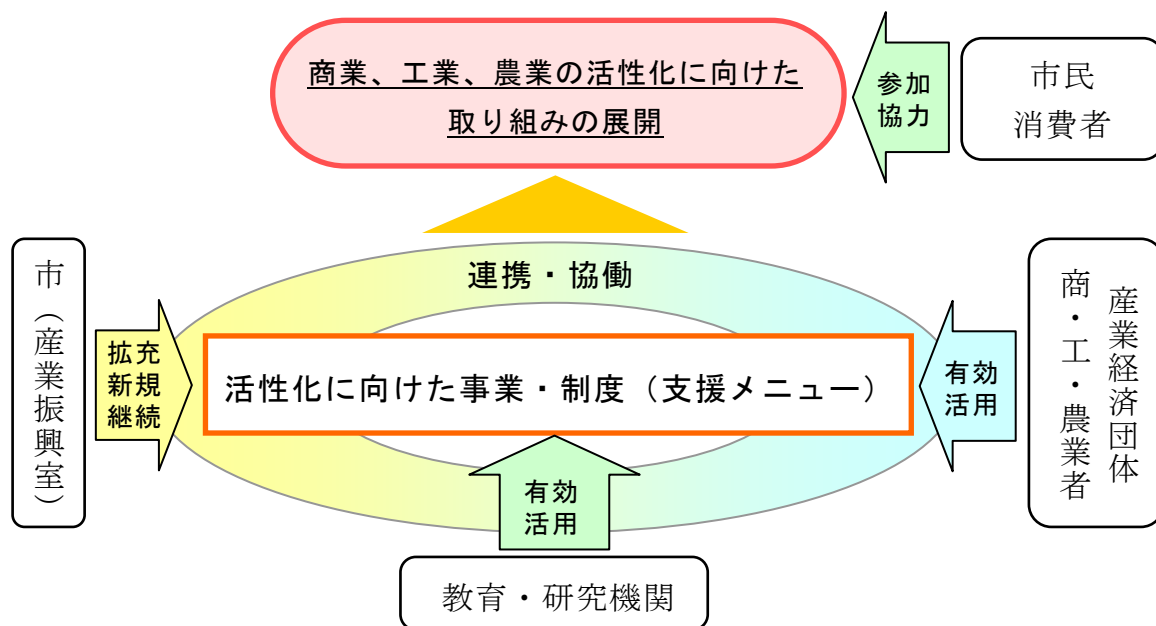 商業、工業、農業の活性化に向けた
取り組みの展開
参加
協力
市民
消費者
連携・協働
市（産業振興室）
拡充
新規
継続
活性化に向けた事業・制度（支援メニュー）
有効
活用
産業経済団体
商・工・農業者
有効
活用
教育・研究機関